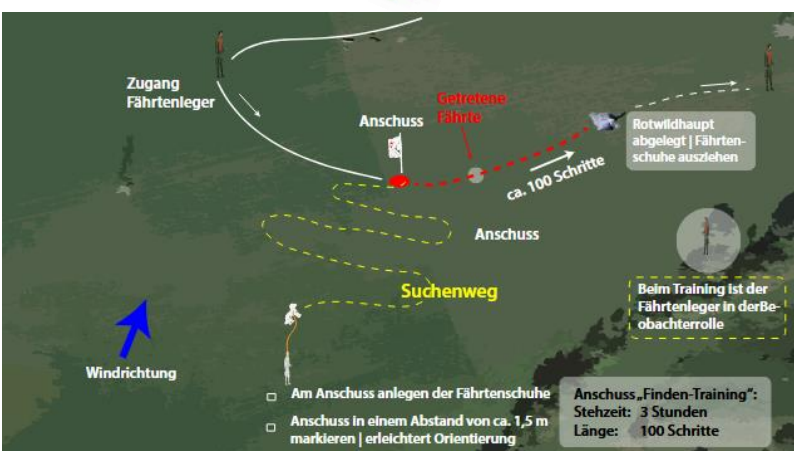 Zugang
Fährtenleger
Anschuss
Getretene
Fährte
Rotwildhaupt
abgelegt | Fährten-
schuhe ausziehen
ca. 100 Schritte
Anschuss
Suchenweg
Beim Training ist der
Fährtenleger in derBe-
obachterrolle
Windrichtung
Am Anschuss anlegen der Fährtenschuhe
Anschuss in einem Abstand von ca. 1,5 m
markieren | erleichtert Orientierung
Anschuss„Finden-Training“:
Stehzeit: 3 Stunden
Länge: 100 Schritte